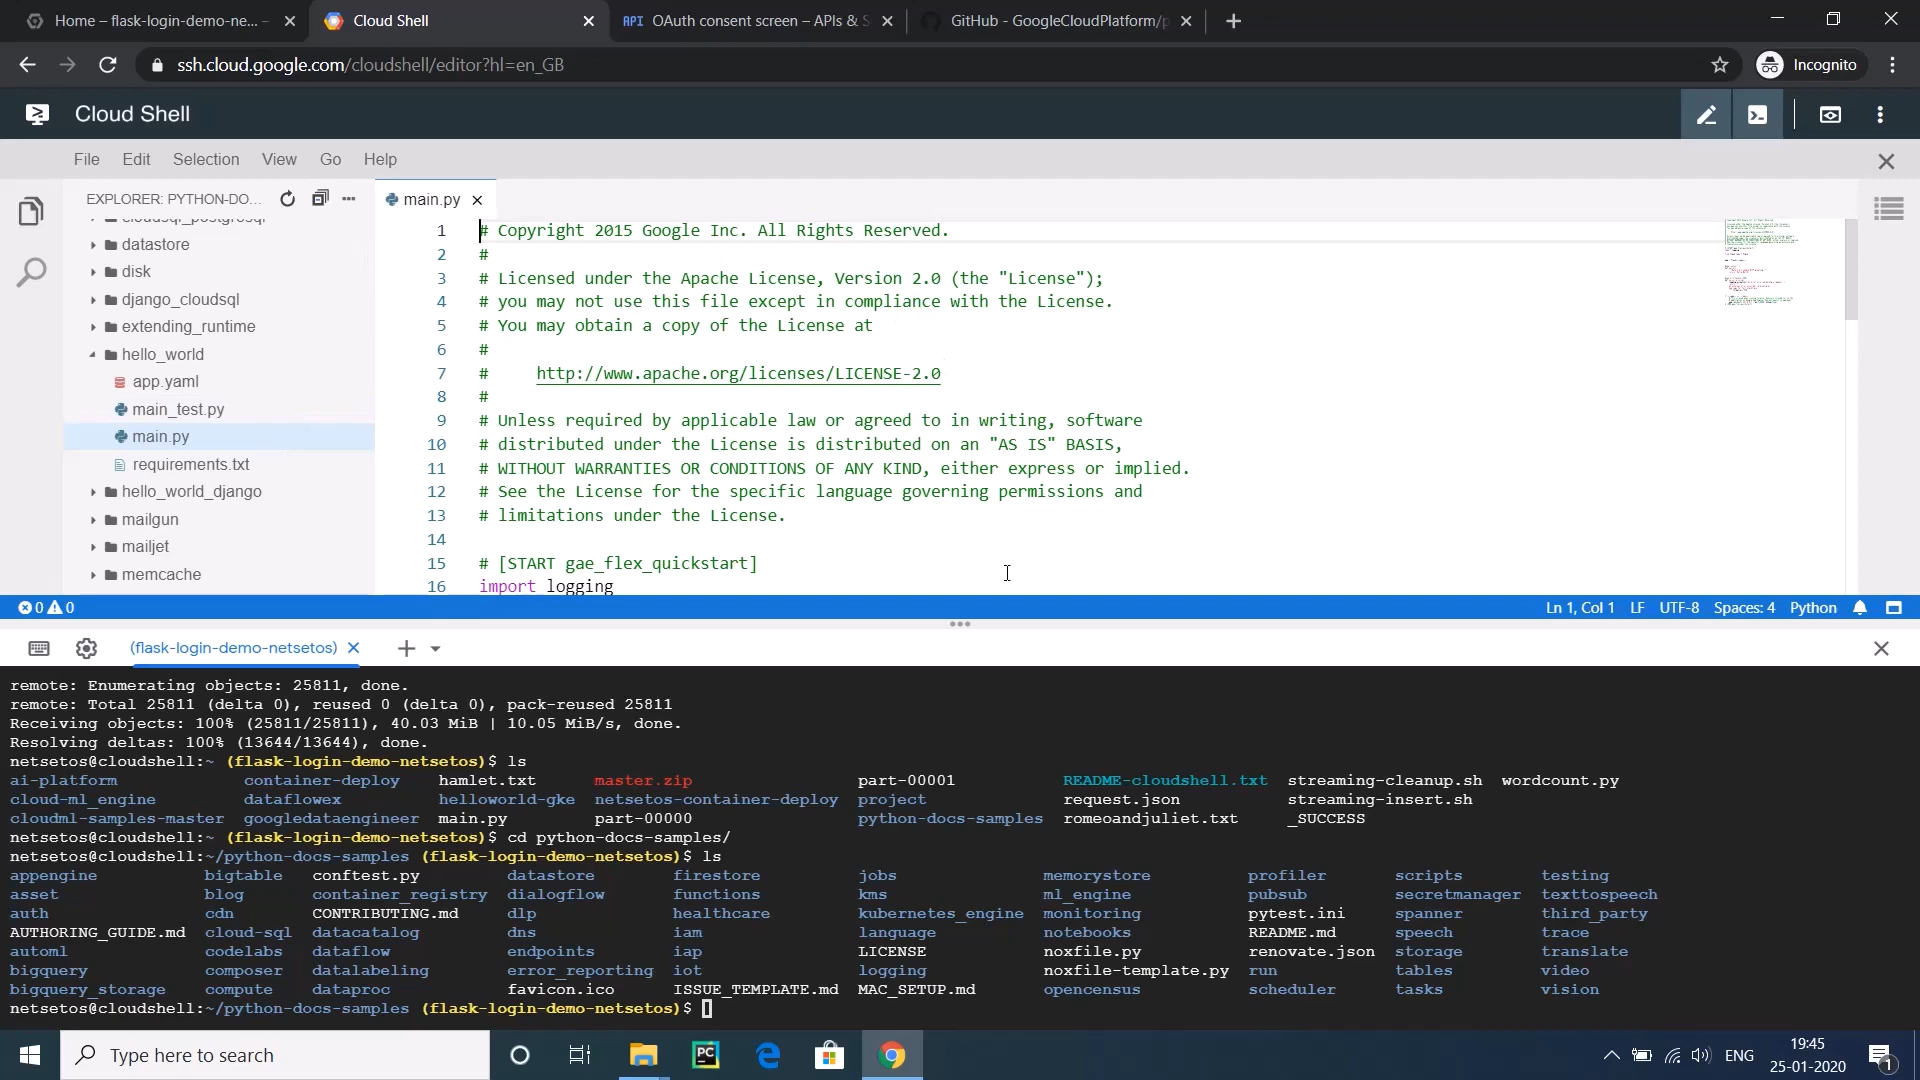 Home – flask-login-demo-ne...
Cloud Shell
API OAuth consent screen – APIs & S
GitHub - GoogleCloudPlatform/p
ssh.cloud.google.com/cloudshell/editor?hl=en_GB
Incognito
Cloud Shell
File Edit Selection View Go Help
EXPLORER: PYTHON-DO...
cloudsql_postgresql
datastore
disk
django_cloudsql
extending_runtime
hello_world
app.yaml
main_test.py
main.py
requirements.txt
hello_world_django
mailgun
mailjet
memcache
main.py
1 # Copyright 2015 Google Inc. All Rights Reserved.
2 #
3 # Licensed under the Apache License, Version 2.0 (the "License");
4 # you may not use this file except in compliance with the License.
5 # You may obtain a copy of the License at
6 #
7 # http://www.apache.org/licenses/LICENSE-2.0
8 #
9 # Unless required by applicable law or agreed to in writing, software
10 # distributed under the License is distributed on an "AS IS" BASIS,
11 # WITHOUT WARRANTIES OR CONDITIONS OF ANY KIND, either express or implied.
12 # See the License for the specific language governing permissions and
13 # limitations under the License.
14
15 # [START gae_flex_quickstart]
16 import logging
0 0
Ln 1, Col 1 LF UTF-8 Spaces: 4 Python
(flask-login-demo-netsetos)
remote: Enumerating objects: 25811, done.
remote: Total 25811 (delta 0), reused 0 (delta 0), pack-reused 25811
Receiving objects: 100% (25811/25811), 40.03 MiB | 10.05 MiB/s, done.
Resolving deltas: 100% (13644/13644), done.
netsetos@cloudshell:~ (flask-login-demo-netsetos)$ ls
ai-platform container-deploy hamlet.txt master.zip part-00001 README-cloudshell.txt streaming-cleanup.sh wordcount.py
cloud-ml_engine dataflowex helloworld-gke netsetos-container-deploy project request.json streaming-insert.sh
cloudml-samples-master googledataengineer main.py part-00000 python-docs-samples romeoandjuliet.txt _SUCCESS
netsetos@cloudshell:~ (flask-login-demo-netsetos)$ cd python-docs-samples/
netsetos@cloudshell:~/python-docs-samples (flask-login-demo-netsetos)$ ls
appengine bigtable conftest.py datastore firestore jobs memorystore profiler scripts testing
asset blog container_registry dialogflow functions kms ml_engine pubsub secretmanager texttospeech
auth cdn CONTRIBUTING.md dlp healthcare kubernetes_engine monitoring pytest.ini spanner third_party
AUTHORING_GUIDE.md cloud-sql datacatalog dns iam language notebooks README.md speech trace
automl codelabs dataflow endpoints iap LICENSE noxfile.py renovate.json storage translate
bigquery composer datalabeling error_reporting iot logging noxfile-template.py run tables video
bigquery_storage compute dataproc favicon.ico ISSUE_TEMPLATE.md MAC_SETUP.md opencensus scheduler tasks vision
netsetos@cloudshell:~/python-docs-samples (flask-login-demo-netsetos)$
Type here to search
PC
ENG
19:45
25-01-2020
1